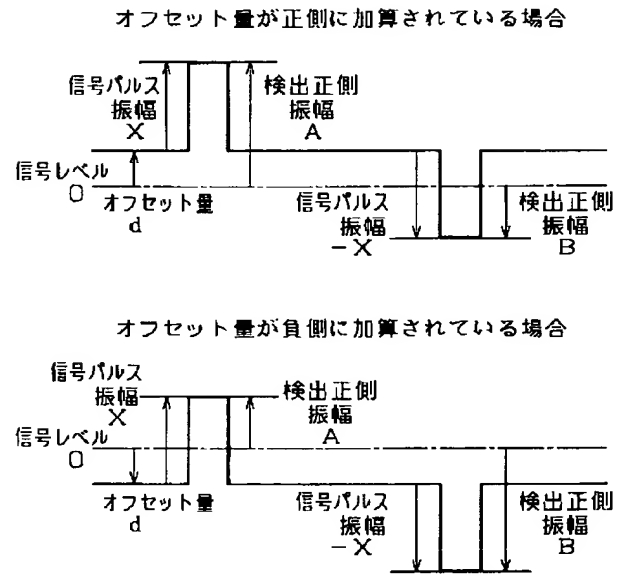 オフセット量が正側に加算されている場合
信号パルス
振幅
X
検出正側
振幅
A
信号レベル
0
オフセット量
d
信号パルス
振幅
-X
検出正側
振幅
B
オフセット量が負側に加算されている場合
信号パルス
振幅
X
検出正側
振幅
A
信号レベル
0
オフセット量
d
信号パルス
振幅
-X
検出正側
振幅
B